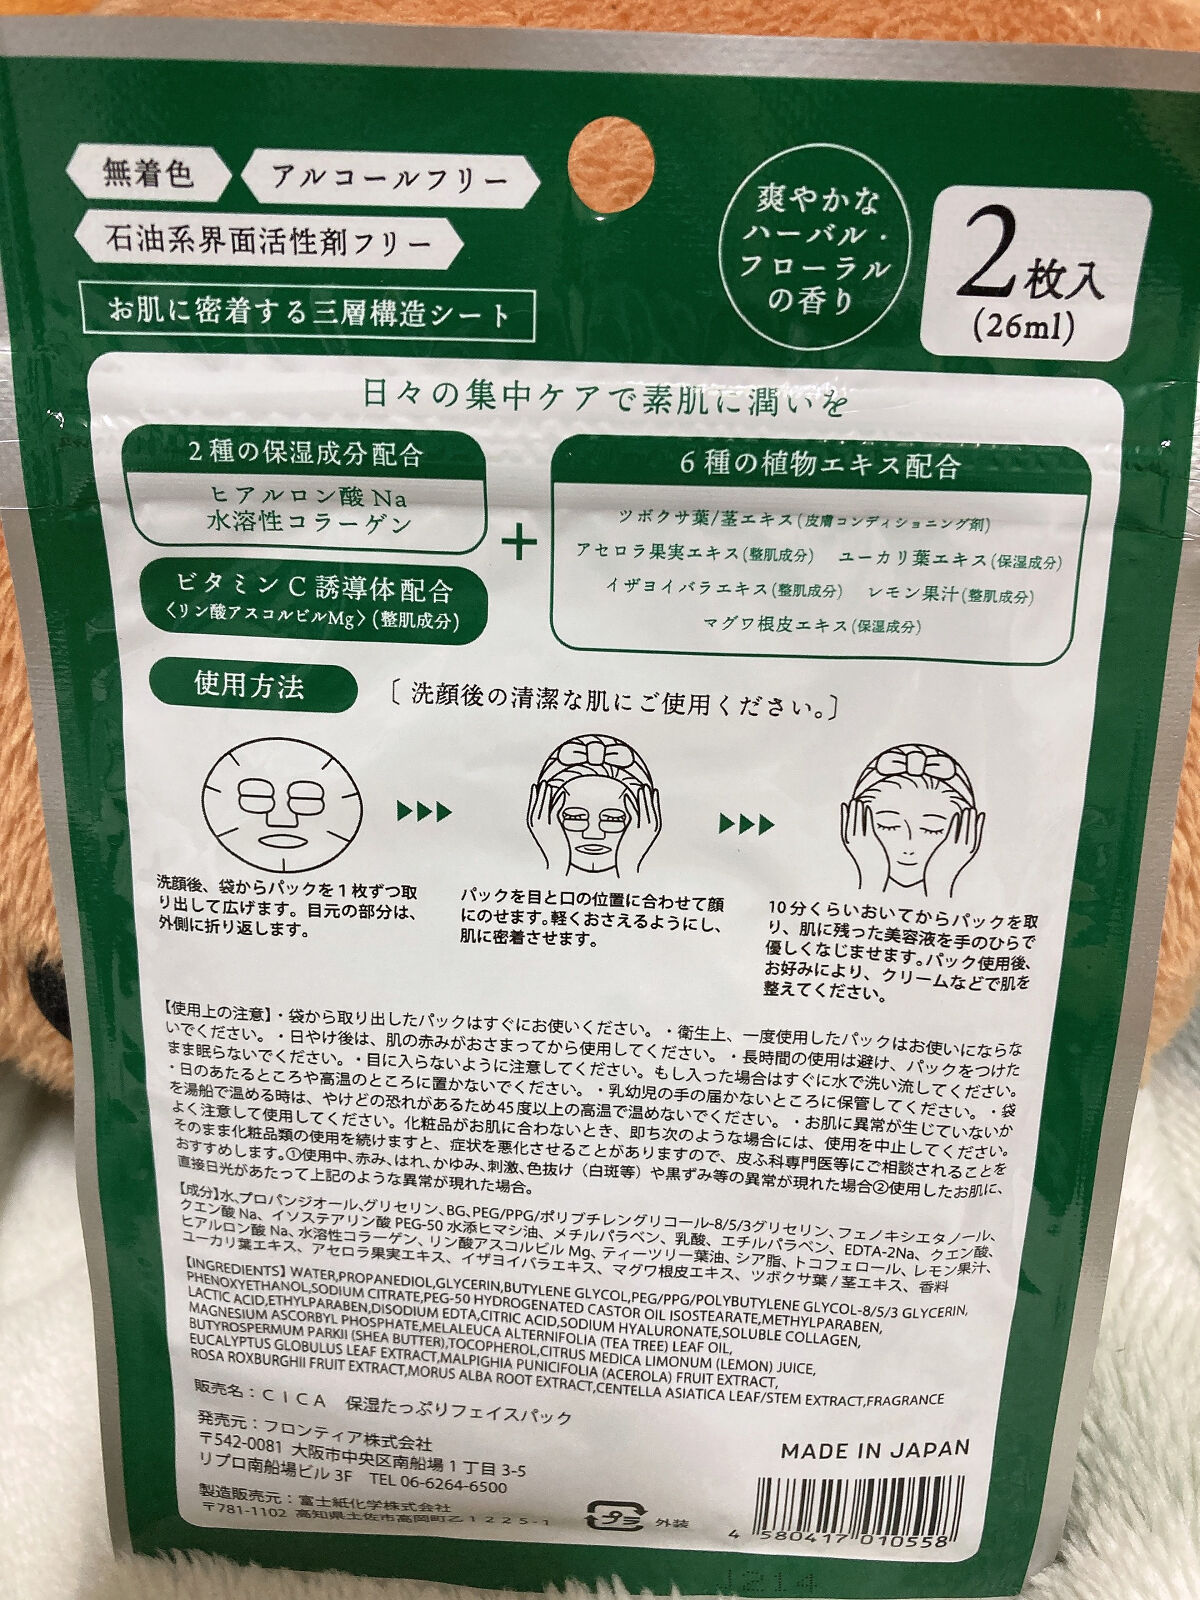 無着色
アルコールフリー
石油系界面活性剤フリー
お肌に密着する三層構造シート
爽やかな
ハーバル・
フローラル
の香り
2枚入
(26ml)
日々の集中ケアで素肌に潤いを
2種の保湿成分配合
ヒアルロン酸Na
水溶性コラーゲン
ビタミンC誘導体配合
〈リン酸アスコルビルMg〉(整肌成分)
+
6種の植物エキス配合
ツボクサ葉/茎エキス(皮膚コンディショニング剤)
アセロラ果実エキス(整肌成分) ユーカリ葉エキス(保湿成分)
イザヨイバラエキス(整肌成分) レモン果汁(整肌成分)
マグワ根皮エキス(保湿成分)
使用方法
〔洗顔後の清潔な肌にご使用ください。〕
洗顔後、袋からパックを1枚ずつ取
り出して広げます。目元の部分は、
外側に折り返します。
パックを目と口の位置に合わせて顔
にのせます。軽くおさえるようにし、
肌に密着させます。
10分くらいおいてからパックを取
り、肌に残った美容液を手のひらで
優しくなじませます。パック使用後、
お好みにより、クリームなどで肌を
整えてください。
【使用上の注意】・袋から取り出したパックはすぐにお使いください。・衛生上、一度使用したパックはお使いにならな
いでください。・日やけ後は、肌の赤みがおさまってから使用してください。・長時間の使用は避け、パックをつけた
まま眠らないでください。・目に入らないように注意してください。もし入った場合はすぐに水で洗い流してください。
・日のあたるところや高温のところに置かないでください。・乳幼児の手の届かないところに保管してください。・袋
を湯船で温める時は、やけどの恐れがあるため45度以上の高温で温めないでください。・お肌に異常が生じていないか
よく注意して使用してください。化粧品がお肌に合わないとき、即ち次のような場合には、使用を中止してください。
そのまま化粧品類の使用を続けますと、症状を悪化させることがありますので、皮ふ科専門医等にご相談されることを
おすすめします。①使用中、赤み、はれ、かゆみ、刺激、色抜け(白斑等)や黒ずみ等の異常が現れた場合②使用したお肌に、
直接日光があたって上記のような異常が現れた場合。
【成分】水、プロパンジオール、グリセリン、BG、PEG/PPG/ポリブチレングリコール-8/5/3グリセリン、フェノキシエタノール、
クエン酸Na、イソステアリン酸PEG-50水添ヒマシ油、メチルパラベン、乳酸、エチルパラベン、EDTA-2Na、クエン酸、
ヒアルロン酸Na、水溶性コラーゲン、リン酸アスコルビルMg、ティーツリー葉油、シア脂、トコフェロール、レモン果汁、
ユーカリ葉エキス、アセロラ果実エキス、イザヨイバラエキス、マグワ根皮エキス、ツボクサ葉/茎エキス、香料
【INGREDIENTS】WATER,PROPANEDIOL,GLYCERIN,BUTYLENE GLYCOL,PEG/PPG/POLYBUTYLENE GLYCOL-8/5/3 GLYCERIN,
PHENOXYETHANOL,SODIUM CITRATE,PEG-50 HYDROGENATED CASTOR OIL ISOSTEARATE,METHYLPARABEN,
LACTIC ACID,ETHYLPARABEN,DISODIUM EDTA,CITRIC ACID,SODIUM HYALURONATE,SOLUBLE COLLAGEN,
MAGNESIUM ASCORBYL PHOSPHATE,MELALEUCA ALTERNIFOLIA (TEA TREE) LEAF OIL,
BUTYROSPERMUM PARKII (SHEA BUTTER),TOCOPHEROL,CITRUS MEDICA LIMONUM (LEMON) JUICE,
EUCALYPTUS GLOBULUS LEAF EXTRACT,MALPIGHIA PUNICIFOLIA (ACEROLA) FRUIT EXTRACT,
ROSA ROXBURGHII FRUIT EXTRACT,MORUS ALBA ROOT EXTRACT,CENTELLA ASIATICA LEAF/STEM EXTRACT,FRAGRANCE
販売名：CICA 保湿たっぷりフェイスパック
発売元：フロンティア株式会社
〒542-0081 大阪市中央区南船場1丁目3-5
リプロ南船場ビル3F TEL 06-6264-6500
製造販売元：富士紙化学株式会社
〒781-1102 高知県土佐市高岡町乙1225-1
プラ 外装
MADE IN JAPAN
4 580417 010558
J214